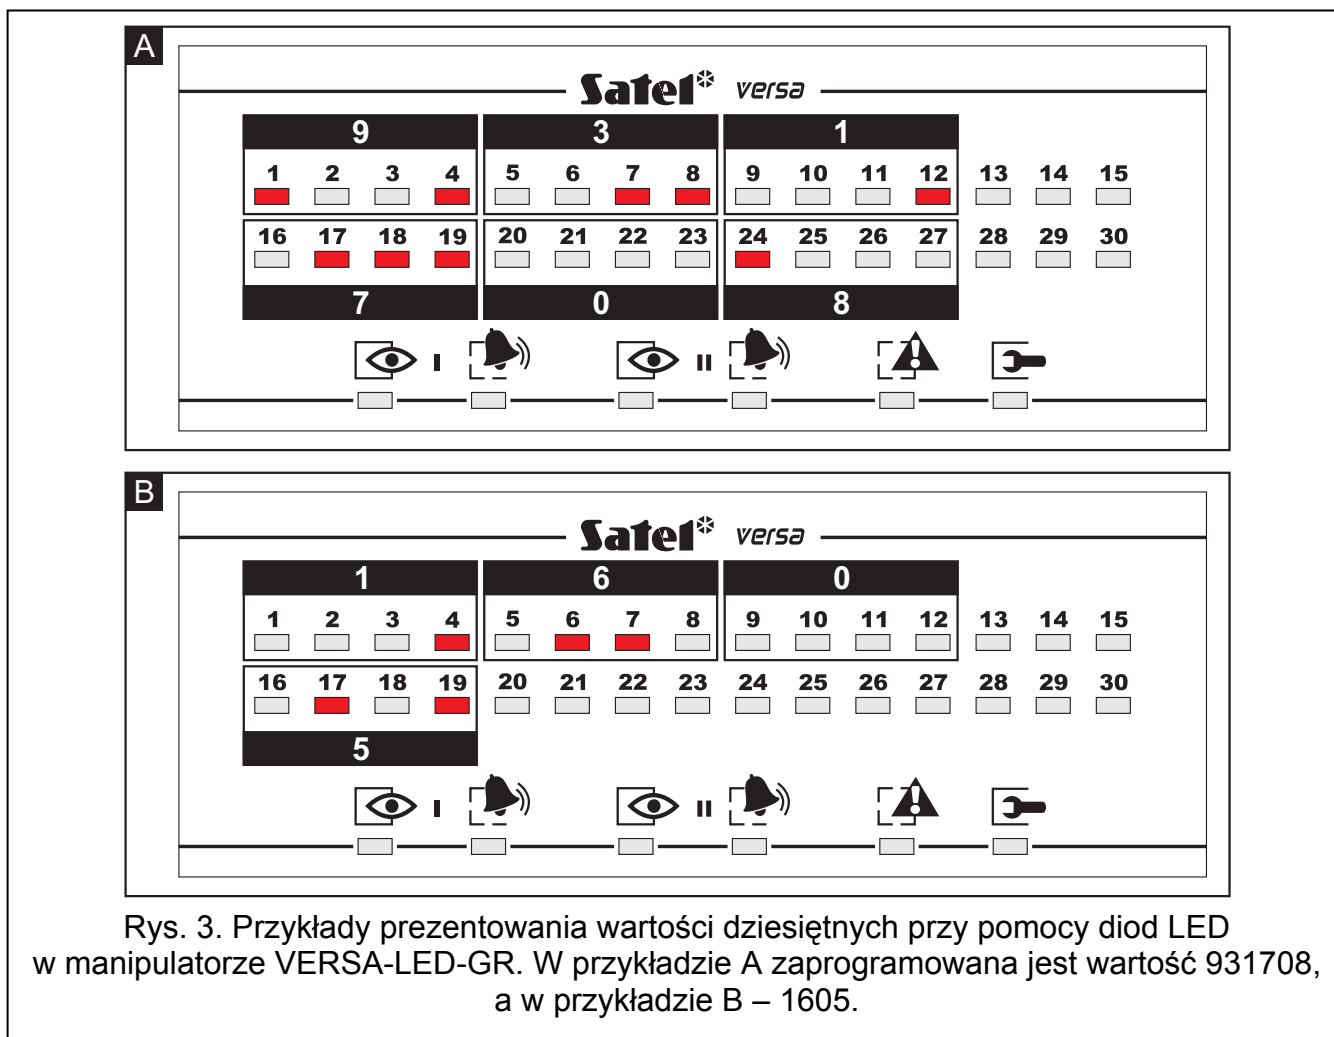 A
Satel versa
9 3 1
1 2 3 4 5 6 7 8 9 10 11 12 13 14 15
16 17 18 19 20 21 22 23 24 25 26 27 28 29 30
7 0 8
I II
B
Satel versa
1 6 0
1 2 3 4 5 6 7 8 9 10 11 12 13 14 15
16 17 18 19 20 21 22 23 24 25 26 27 28 29 30
5
I II
Rys. 3. Przykłady prezentowania wartości dziesiętnych przy pomocy diod LED
w manipulatorze VERSA-LED-GR. W przykładzie A zaprogramowana jest wartość 931708,
a w przykładzie B – 1605.